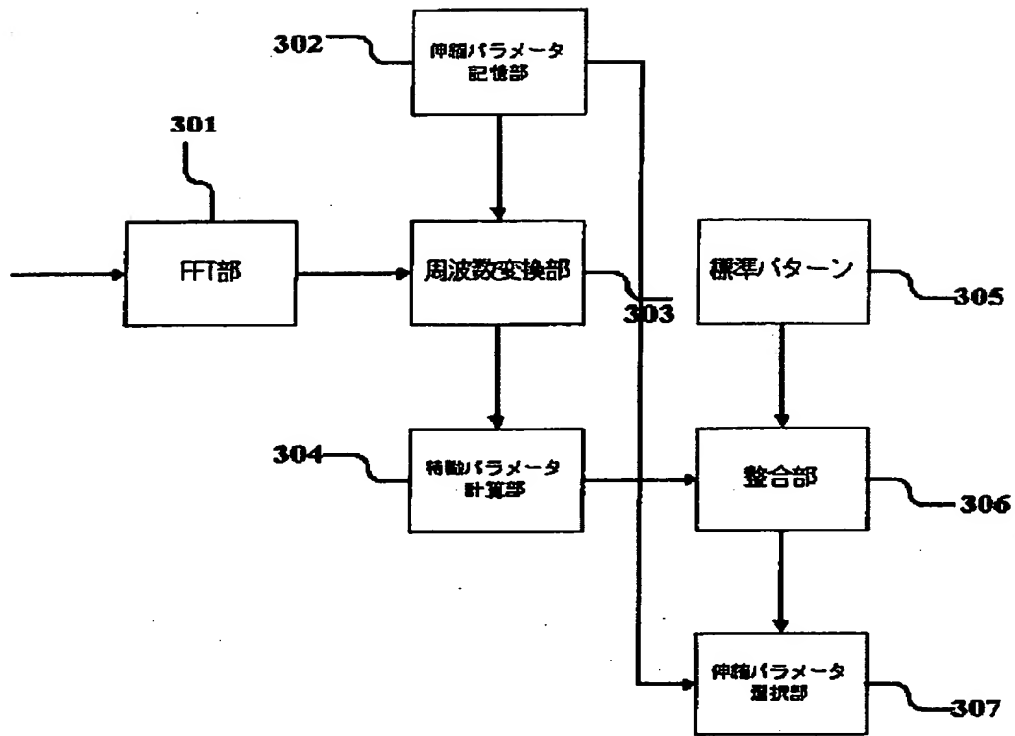 302
伸縮パラメータ
記憶部
301
FFT部
周波数変換部
303
標準パターン
305
304
特徴パラメータ
計算部
整合部
306
伸縮パラメータ
選択部
307